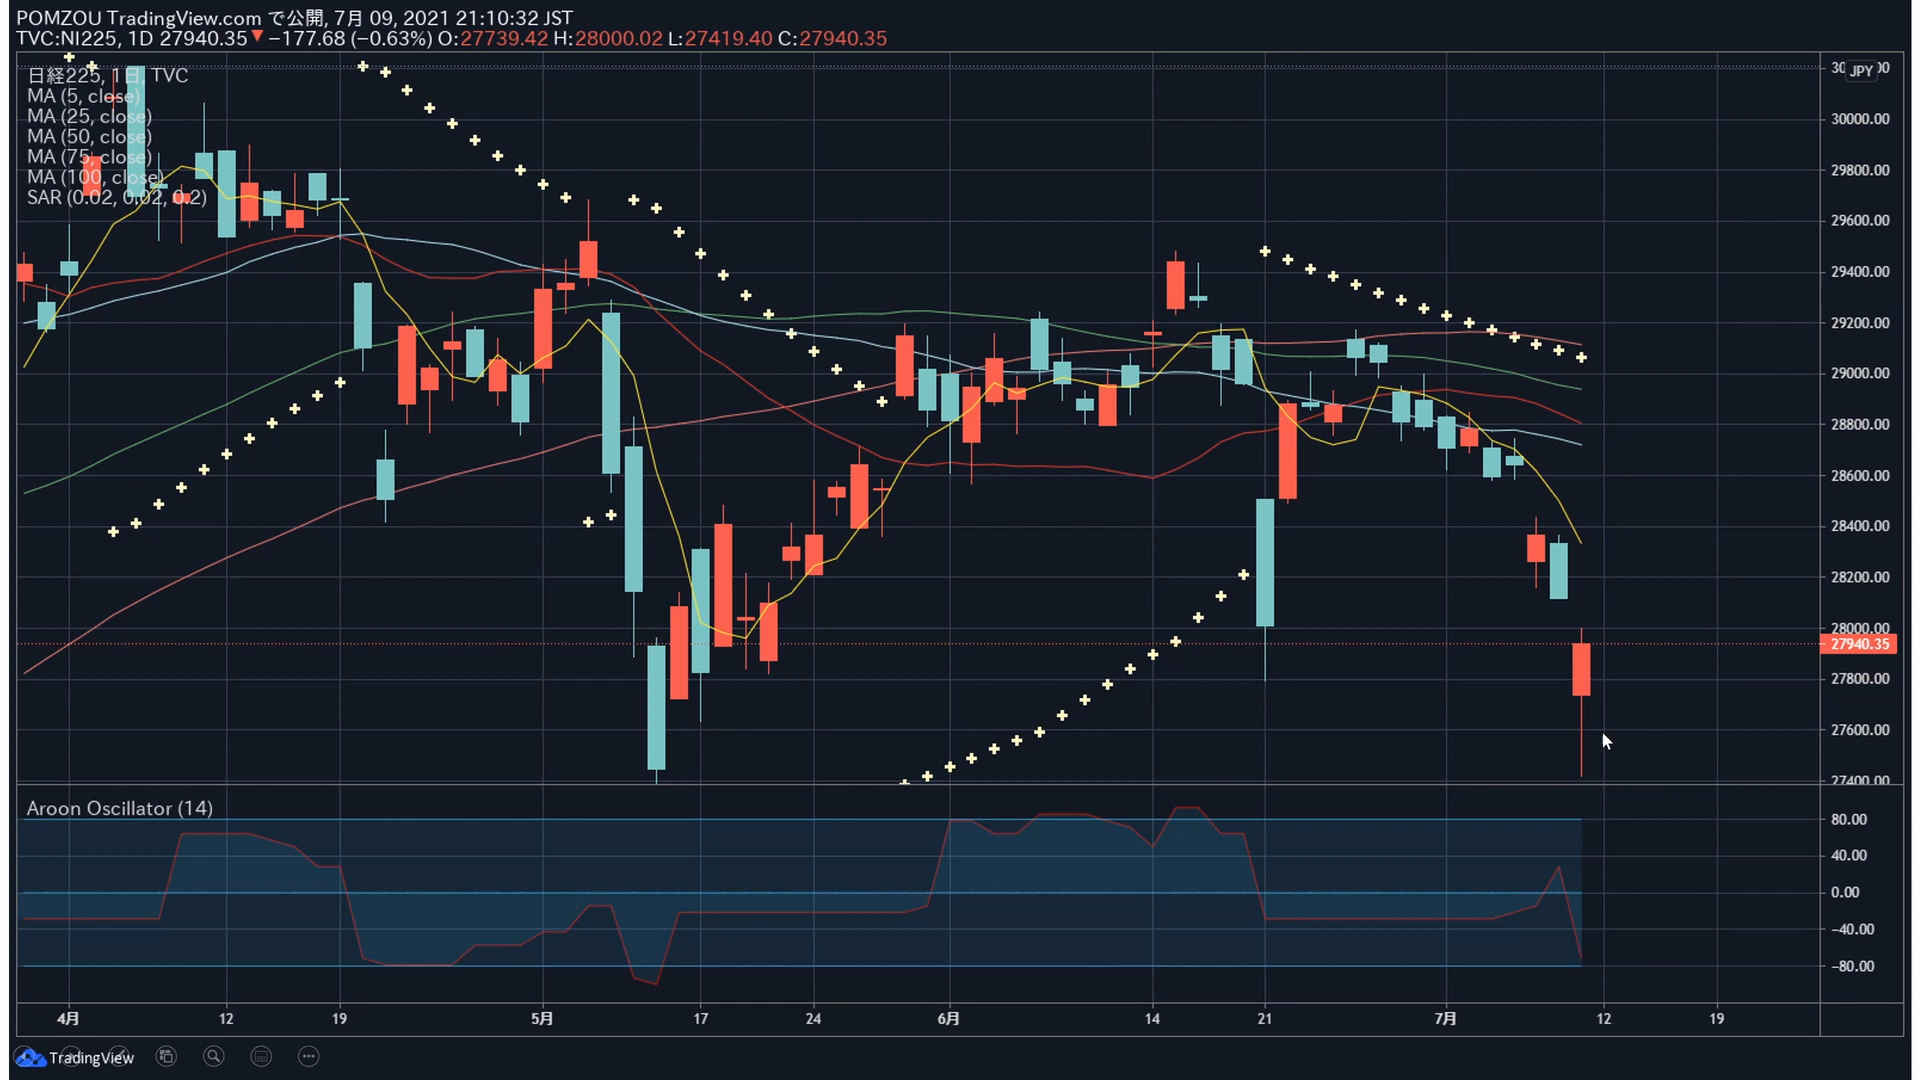 POMZOU TradingView.com で公開, 7月 09, 2021 21:10:32 JST
TVC:NI225, 1D 27940.35▼ −177.68 (−0.63%) O:27739.42 H:28000.02 L:27419.40 C:27940.35
日経225, 1日, TVC
MA (5, close)
MA (25, close)
MA (50, close)
MA (75, close)
MA (100, close)
SAR (0.02, 0.02, 0.2)
JPY
30000.00
29800.00
29600.00
29400.00
29200.00
29000.00
28800.00
28600.00
28400.00
28200.00
28000.00
27940.35
27800.00
27600.00
27400.00
Aroon Oscillator (14)
80.00
40.00
0.00
−40.00
−80.00
4月 12 19 5月 17 24 6月 14 21 7月 12 19
TradingView